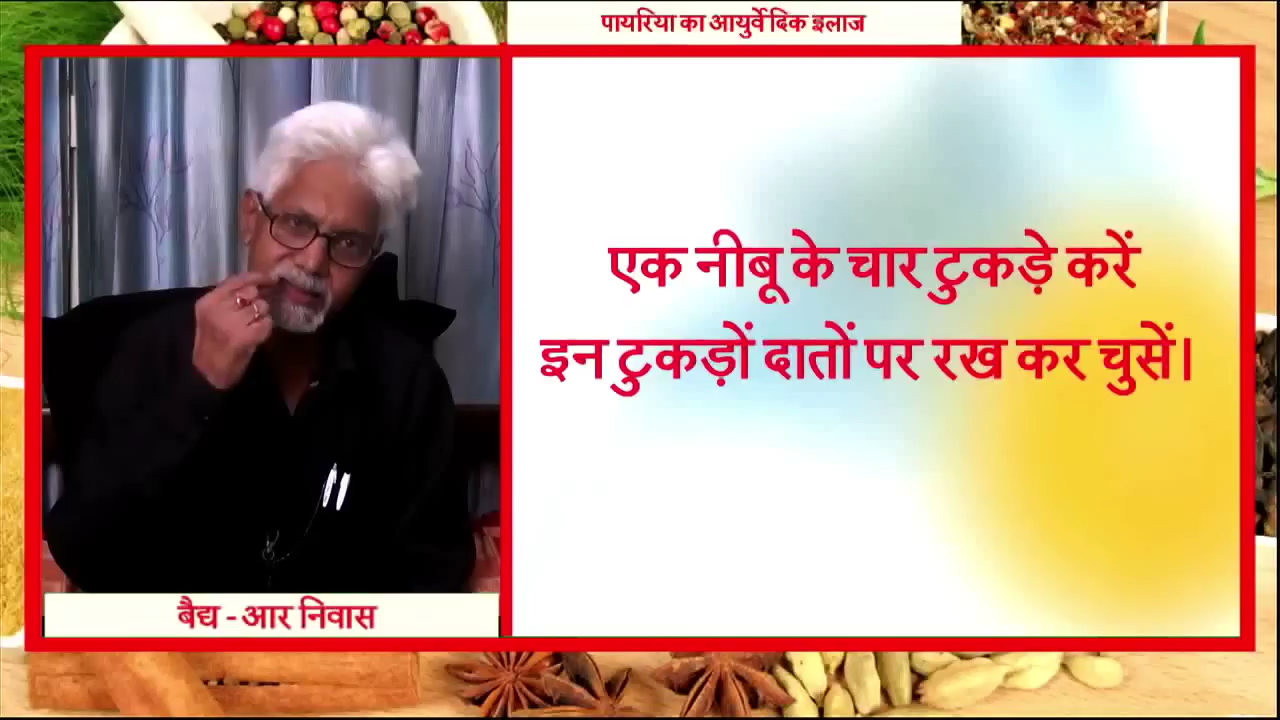 पायरिया का आयुर्वेदिक इलाज
एक नीबू के चार टुकड़े करें
इन टुकड़ों दातों पर रख कर चुसें।
बैद्य - आर निवास